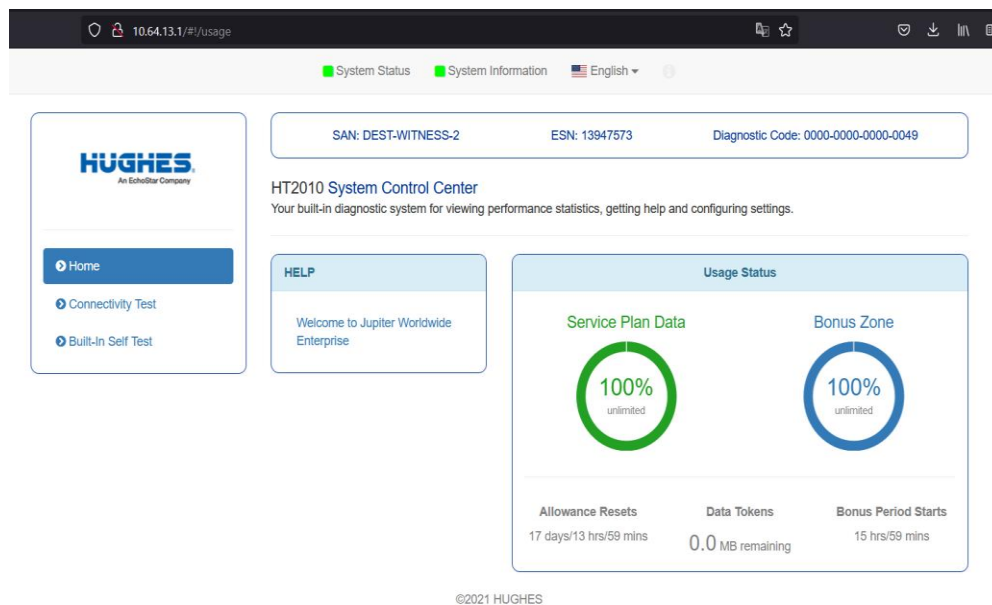 10.64.13.1/#!/usage
System Status System Information English
SAN: DEST-WITNESS-2 ESN: 13947573 Diagnostic Code: 0000-0000-0000-0049
HUGHES.
An EchoStar Company
HT2010 System Control Center
Your built-in diagnostic system for viewing performance statistics, getting help and configuring settings.
Home
Connectivity Test
Built-In Self Test
HELP
Welcome to Jupiter Worldwide
Enterprise
Usage Status
Service Plan Data Bonus Zone
100% 100%
unlimited unlimited
Allowance Resets Data Tokens Bonus Period Starts
17 days/13 hrs/59 mins 0.0 MB remaining 15 hrs/59 mins
©2021 HUGHES